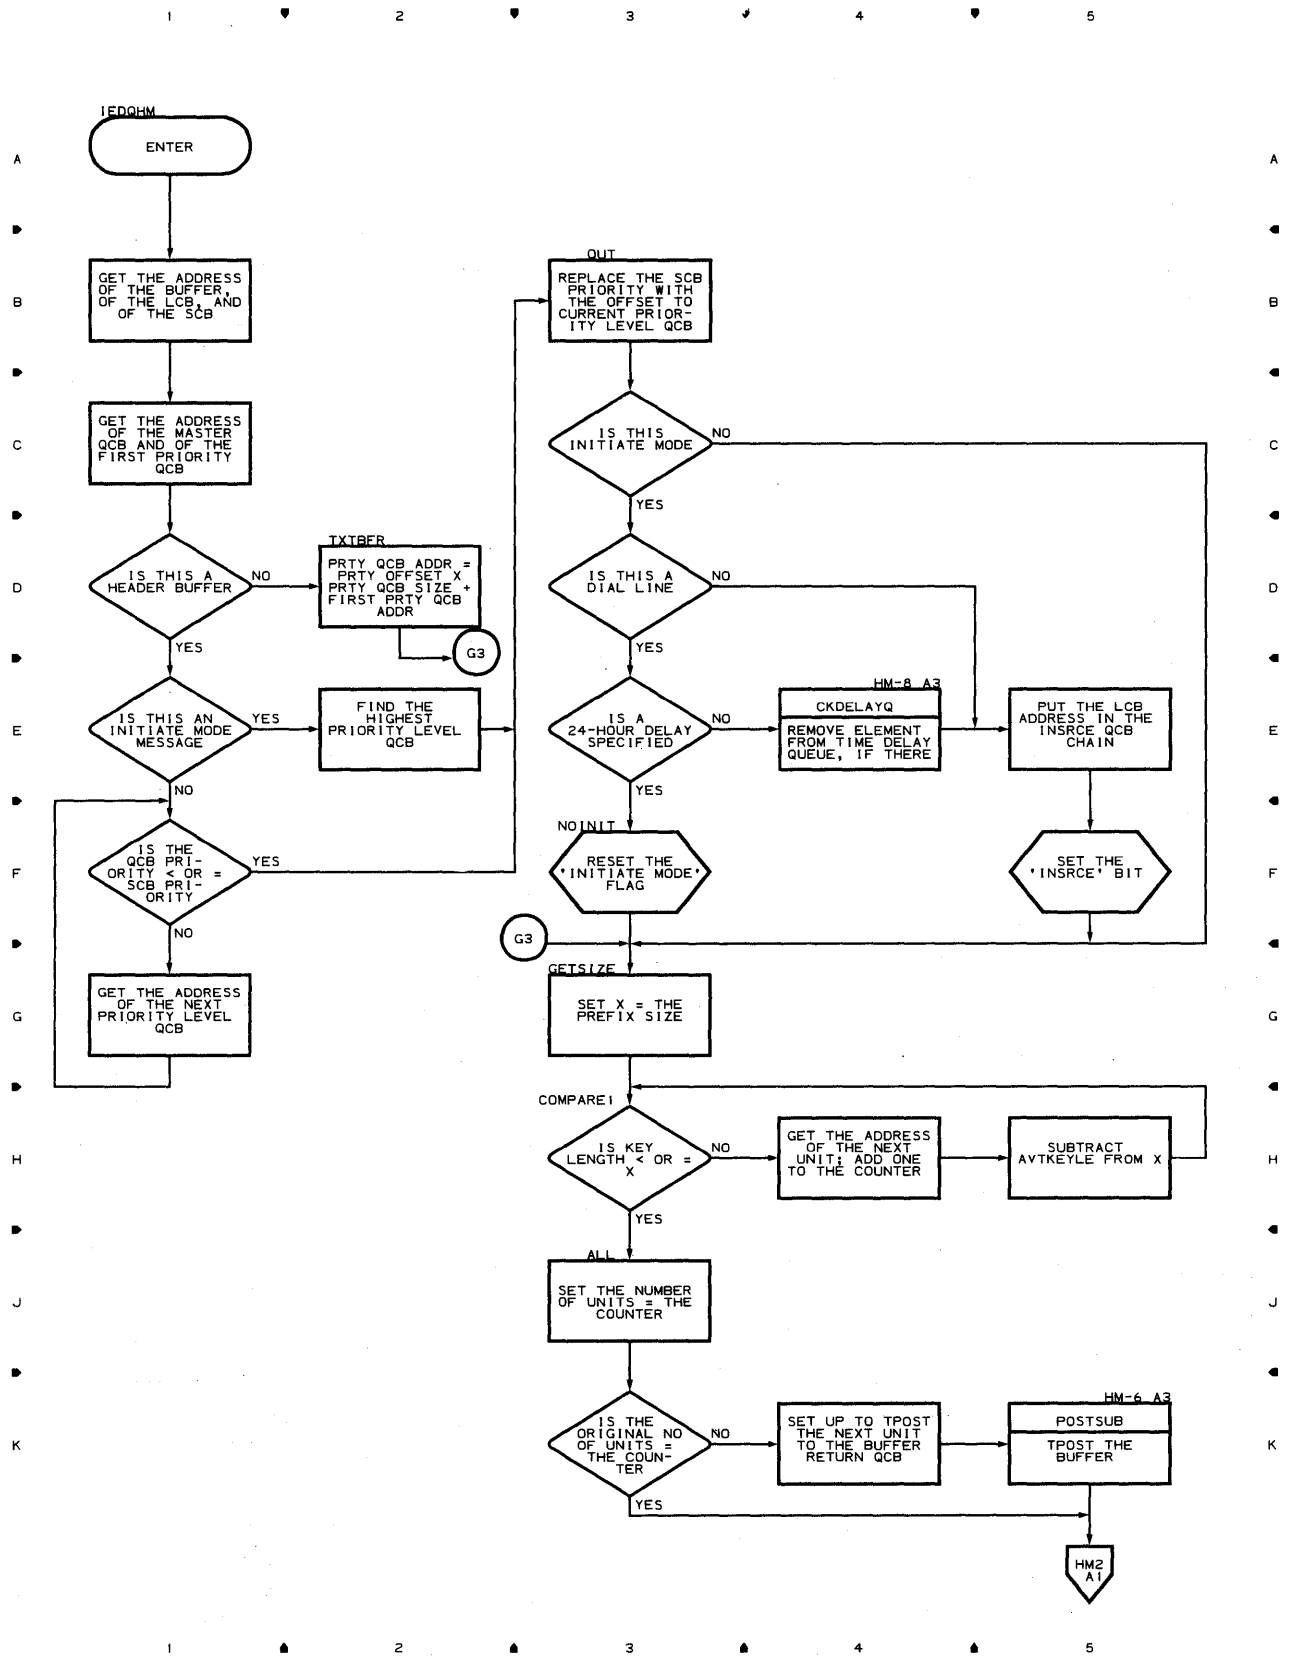 1 2 3 4 5
IEDQHM
ENTER
A A
GET THE ADDRESS
OF THE BUFFER,
OF THE LCB, AND
OF THE SCB
OUT
REPLACE THE SCB
PRIORITY WITH
THE OFFSET TO
CURRENT PRIOR-
ITY LEVEL QCB
B B
GET THE ADDRESS
OF THE MASTER
QCB AND OF THE
FIRST PRIORITY
QCB
IS THIS
INITIATE MODE
NO
YES
C C
IS THIS A
HEADER BUFFER
NO
YES
TXTBFR
PRTY QCB ADDR =
PRTY OFFSET X
PRTY QCB SIZE +
FIRST PRTY QCB
ADDR
G3
IS THIS A
DIAL LINE
NO
YES
D D
IS THIS AN
INITIATE MODE
MESSAGE
YES
NO
FIND THE
HIGHEST
PRIORITY LEVEL
QCB
IS A
24-HOUR DELAY
SPECIFIED
NO
YES
HM-8 A3
CKDELAYQ
REMOVE ELEMENT
FROM TIME DELAY
QUEUE, IF THERE
PUT THE LCB
ADDRESS IN THE
INSRCE QCB
CHAIN
E E
IS THE
QCB PRI-
ORITY < OR =
SCB PRI-
ORITY
YES
NO
NOINIT
RESET THE
'INITIATE MODE'
FLAG
SET THE
'INSRCE' BIT
F F
G3
GET THE ADDRESS
OF THE NEXT
PRIORITY LEVEL
QCB
GETSIZE
SET X = THE
PREFIX SIZE
G G
COMPARE1
IS KEY
LENGTH < OR =
X
NO
YES
GET THE ADDRESS
OF THE NEXT
UNIT; ADD ONE
TO THE COUNTER
SUBTRACT
AVTKEYLE FROM X
H H
ALL
SET THE NUMBER
OF UNITS = THE
COUNTER
J J
IS THE
ORIGINAL NO
OF UNITS =
THE COUN-
TER
NO
YES
SET UP TO TPOST
THE NEXT UNIT
TO THE BUFFER
RETURN QCB
HM-6 A3
POSTSUB
TPOST THE
BUFFER
K K
HM2
A1
1 2 3 4 5